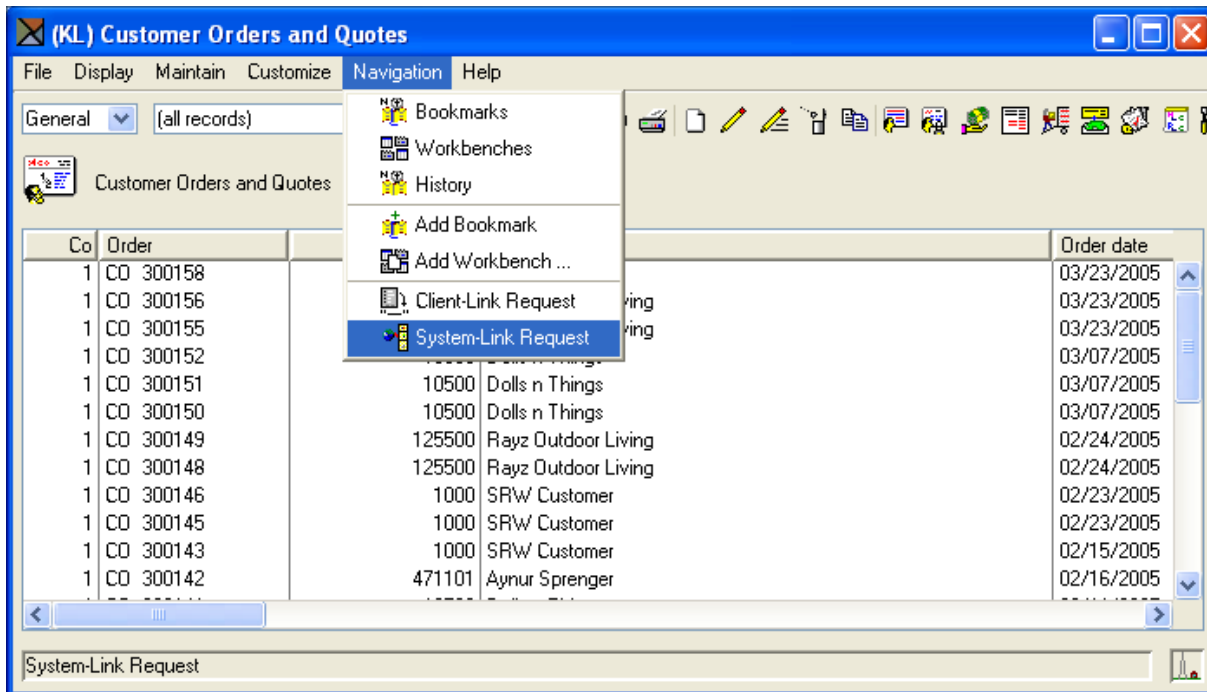 (KL) Customer Orders and Quotes
File Display Maintain Customize Navigation Help
General (all records)
Bookmarks
Workbenches
History
Add Bookmark
Add Workbench ...
Client-Link Request
System-Link Request
Customer Orders and Quotes
Co Order Order date
1 CO 300158 03/23/2005
1 CO 300156 ving 03/23/2005
1 CO 300155 ving 03/23/2005
1 CO 300152 03/07/2005
1 CO 300151 10500 Dolls n Things 03/07/2005
1 CO 300150 10500 Dolls n Things 03/07/2005
1 CO 300149 125500 Rayz Outdoor Living 02/24/2005
1 CO 300148 125500 Rayz Outdoor Living 02/24/2005
1 CO 300146 1000 SRW Customer 02/23/2005
1 CO 300145 1000 SRW Customer 02/23/2005
1 CO 300143 1000 SRW Customer 02/15/2005
1 CO 300142 471101 Aynur Sprenger 02/16/2005
System-Link Request